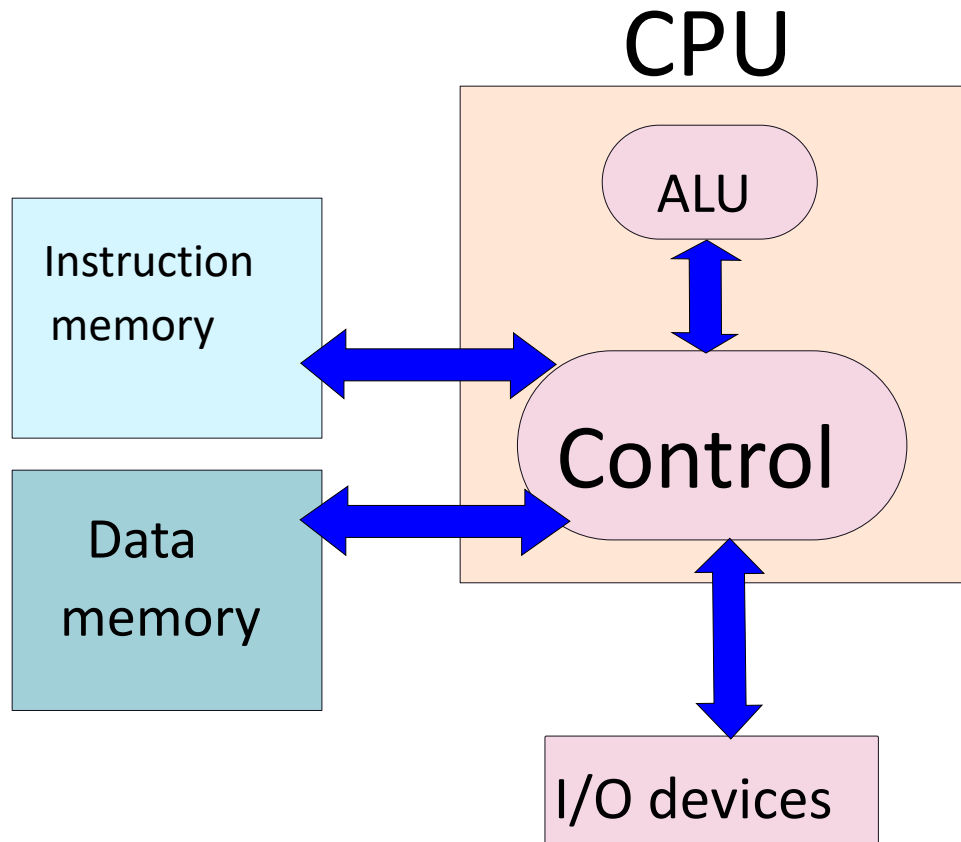 CPU
ALU
Instruction
memory
Control
Data
memory
I/O devices